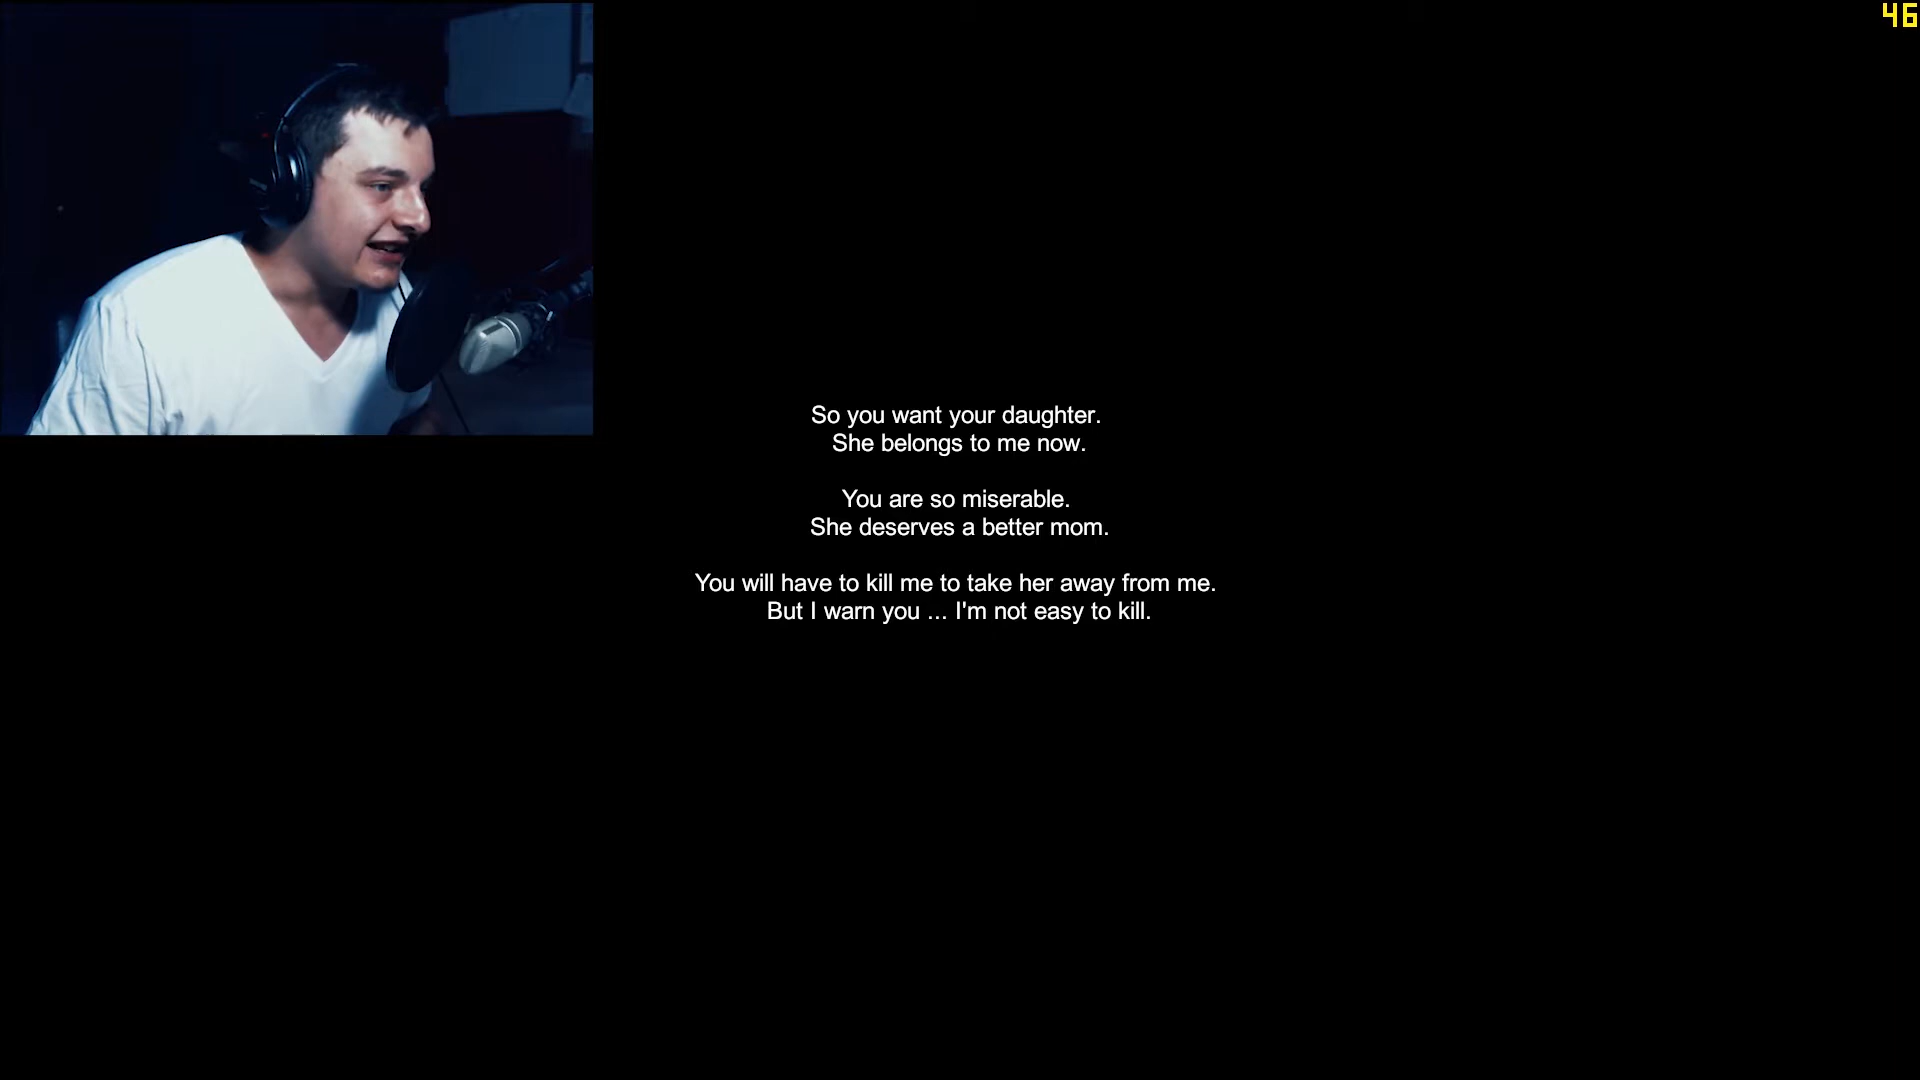 46
So you want your daughter.
She belongs to me now.
You are so miserable.
She deserves a better mom.
You will have to kill me to take her away from me.
But I warn you ... I'm not easy to kill.